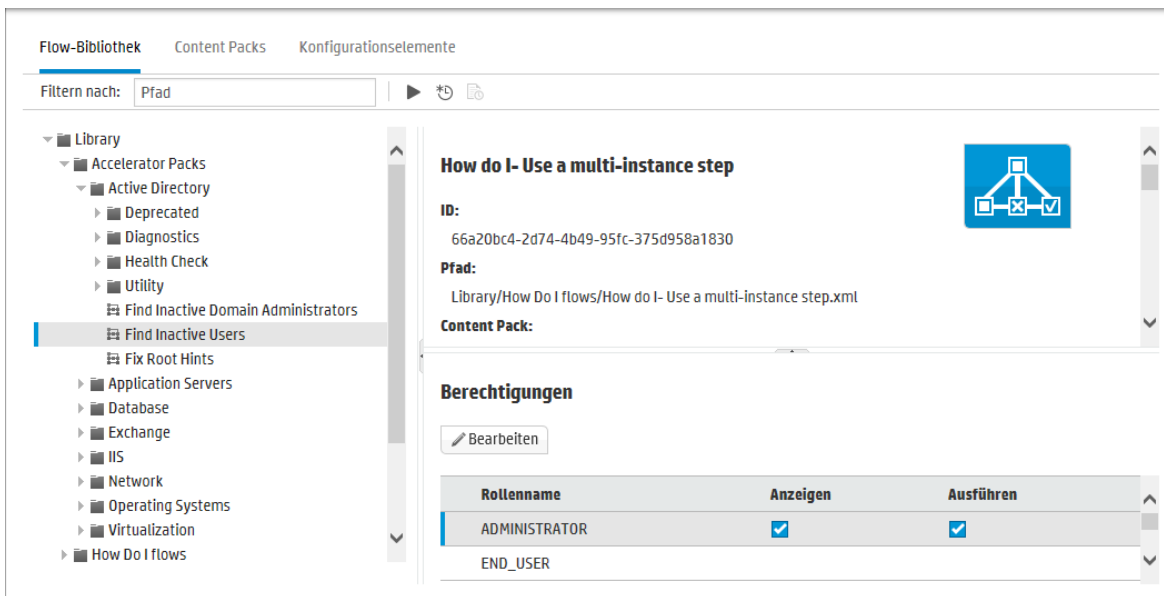 Flow-Bibliothek Content Packs Konfigurationselemente
Filtern nach: Pfad
Library
Accelerator Packs
Active Directory
Deprecated
Diagnostics
Health Check
Utility
Find Inactive Domain Administrators
Find Inactive Users
Fix Root Hints
Application Servers
Database
Exchange
IIS
Network
Operating Systems
Virtualization
How Do I flows
How do I- Use a multi-instance step
ID:
66a20bc4-2d74-4b49-95fc-375d958a1830
Pfad:
Library/How Do I flows/How do I- Use a multi-instance step.xml
Content Pack:
Berechtigungen
Bearbeiten
Rollenname Anzeigen Ausführen
ADMINISTRATOR
END_USER